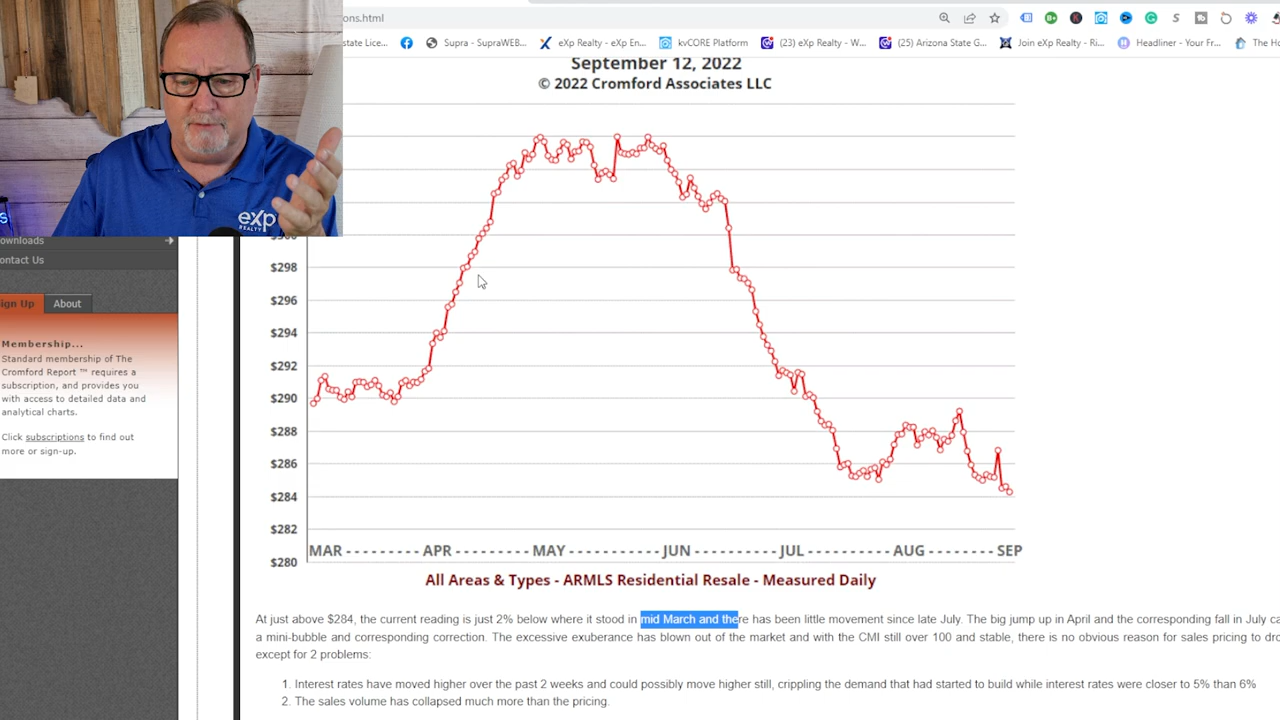 ons.html
state Lice...
Supra - SupraWEB...
eXp Realty - eXp En...
kvCORE Platform
(23) eXp Realty - W...
(25) Arizona State G...
Join eXp Realty - Ri...
Headliner - Your Fr...
The Ho
September 12, 2022
© 2022 Cromford Associates LLC
eXp
REALTY
S
ownloads
ontact Us
ign Up
About
Membership...
Standard membership of The
Cromford Report ™ requires a
subscription, and provides you
with access to detailed data and
analytical charts.
Click subscriptions to find out
more or sign-up.
$298
$296
$294
$292
$290
$288
$286
$284
$282
$280
MAR - - - - - - - - APR - - - - - - - - MAY - - - - - - - - - JUN - - - - - - - - JUL - - - - - - - - AUG - - - - - - - - SEP
All Areas & Types - ARMLS Residential Resale - Measured Daily
At just above $284, the current reading is just 2% below where it stood in mid March and there has been little movement since late July. The big jump up in April and the corresponding fall in July ca
a mini-bubble and corresponding correction. The excessive exuberance has blown out of the market and with the CMI still over 100 and stable, there is no obvious reason for sales pricing to dro
except for 2 problems:
1. Interest rates have moved higher over the past 2 weeks and could possibly move higher still, crippling the demand that had started to build while interest rates were closer to 5% than 6%
2. The sales volume has collapsed much more than the pricing.